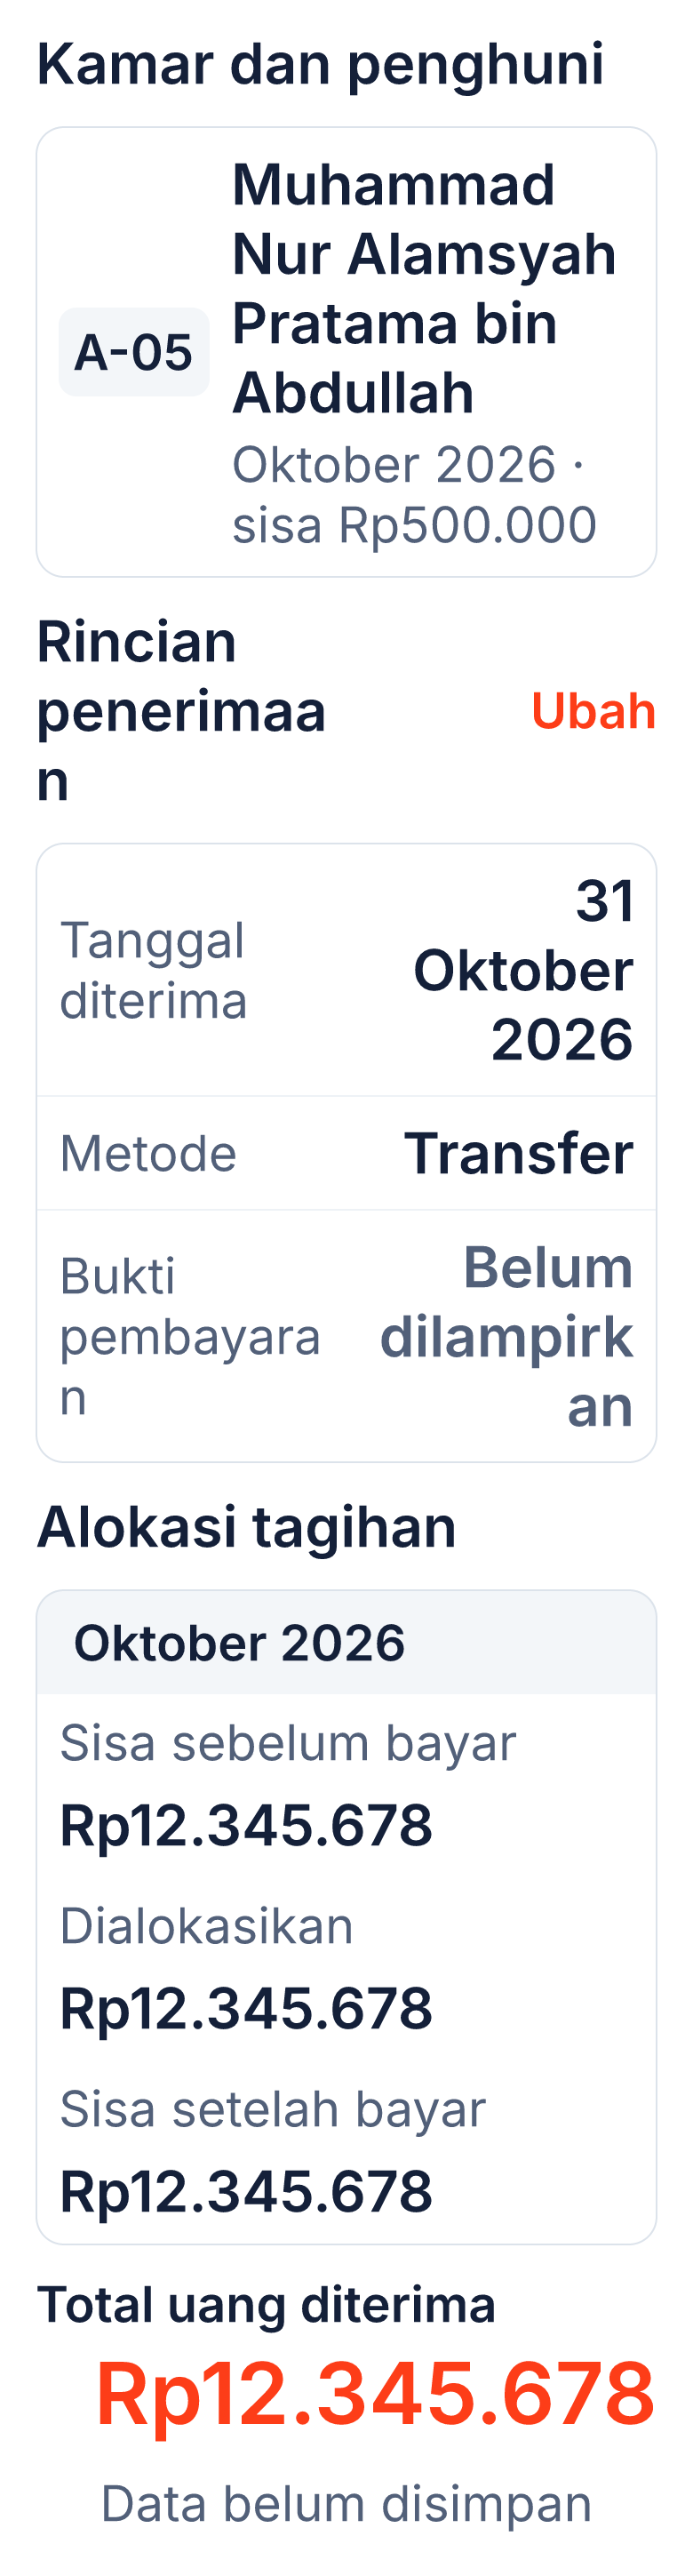 Kamar dan penghuni
A-05
Muhammad
Nur Alamsyah
Pratama bin
Abdullah
Oktober 2026 ·
sisa Rp500.000
Rincian
penerimaa
n
Ubah
Tanggal
diterima
31
Oktober
2026
Metode
Transfer
Bukti
pembayara
n
Belum
dilampirk
an
Alokasi tagihan
Oktober 2026
Sisa sebelum bayar
Rp12.345.678
Dialokasikan
Rp12.345.678
Sisa setelah bayar
Rp12.345.678
Total uang diterima
Rp12.345.678
Data belum disimpan